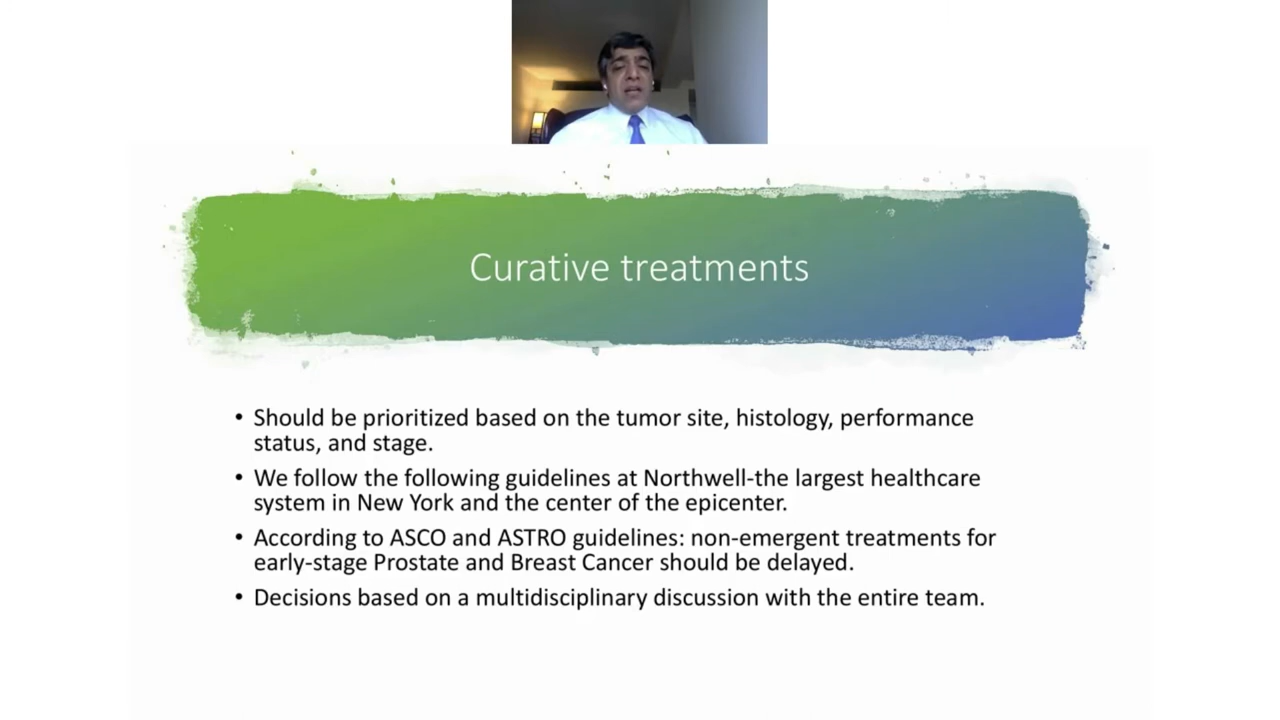 Curative treatments
• Should be prioritized based on the tumor site, histology, performance
status, and stage.
• We follow the following guidelines at Northwell-the largest healthcare
system in New York and the center of the epicenter.
• According to ASCO and ASTRO guidelines: non-emergent treatments for
early-stage Prostate and Breast Cancer should be delayed.
• Decisions based on a multidisciplinary discussion with the entire team.